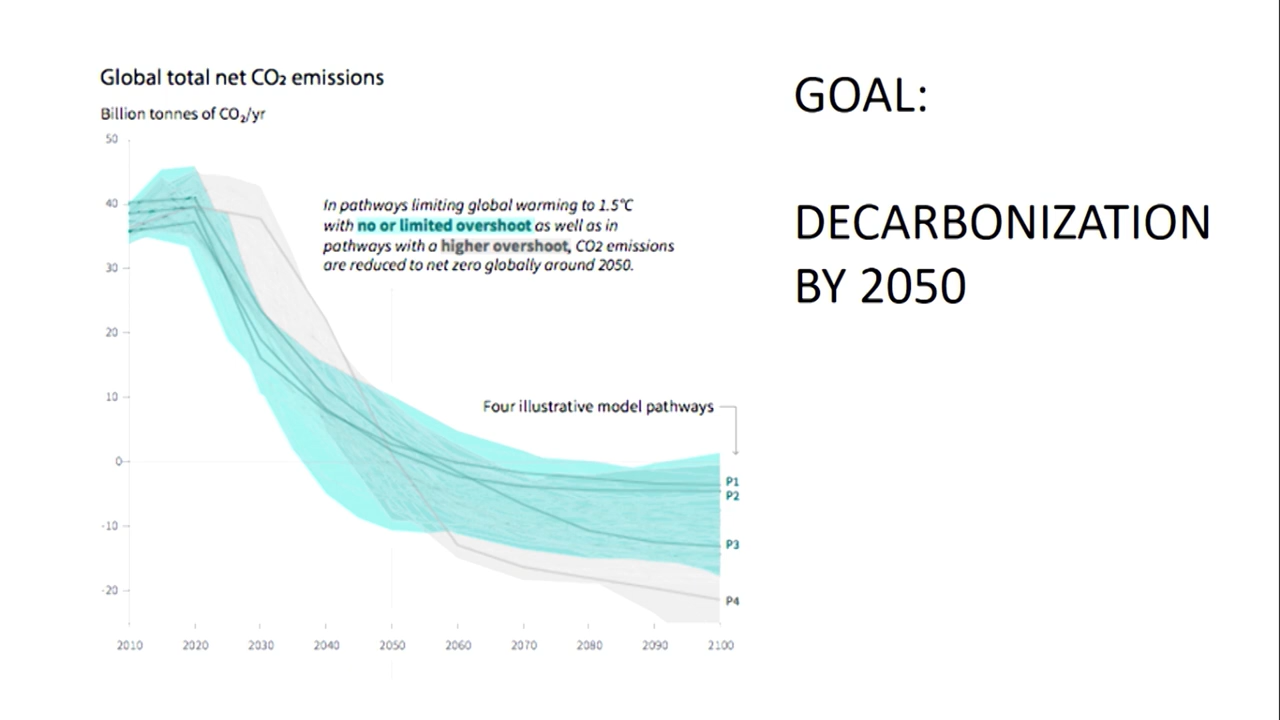 Global total net CO₂ emissions
Billion tonnes of CO₂/yr
50
40
30
20
10
0
-10
-20
2010 2020 2030 2040 2050 2060 2070 2080 2090 2100
In pathways limiting global warming to 1.5°C
with no or limited overshoot as well as in
pathways with a higher overshoot, CO2 emissions
are reduced to net zero globally around 2050.
Four illustrative model pathways
P1
P2
P3
P4
GOAL:
DECARBONIZATION
BY 2050